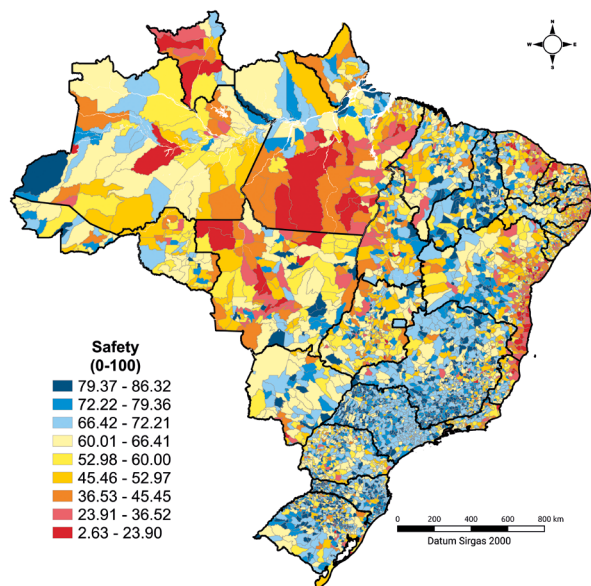 N
W E
S
Safety
(0-100)
79.37 - 86.32
72.22 - 79.36
66.42 - 72.21
60.01 - 66.41
52.98 - 60.00
45.46 - 52.97
36.53 - 45.45
23.91 - 36.52
2.63 - 23.90
0 200 400 600 800 km
Datum Sirgas 2000